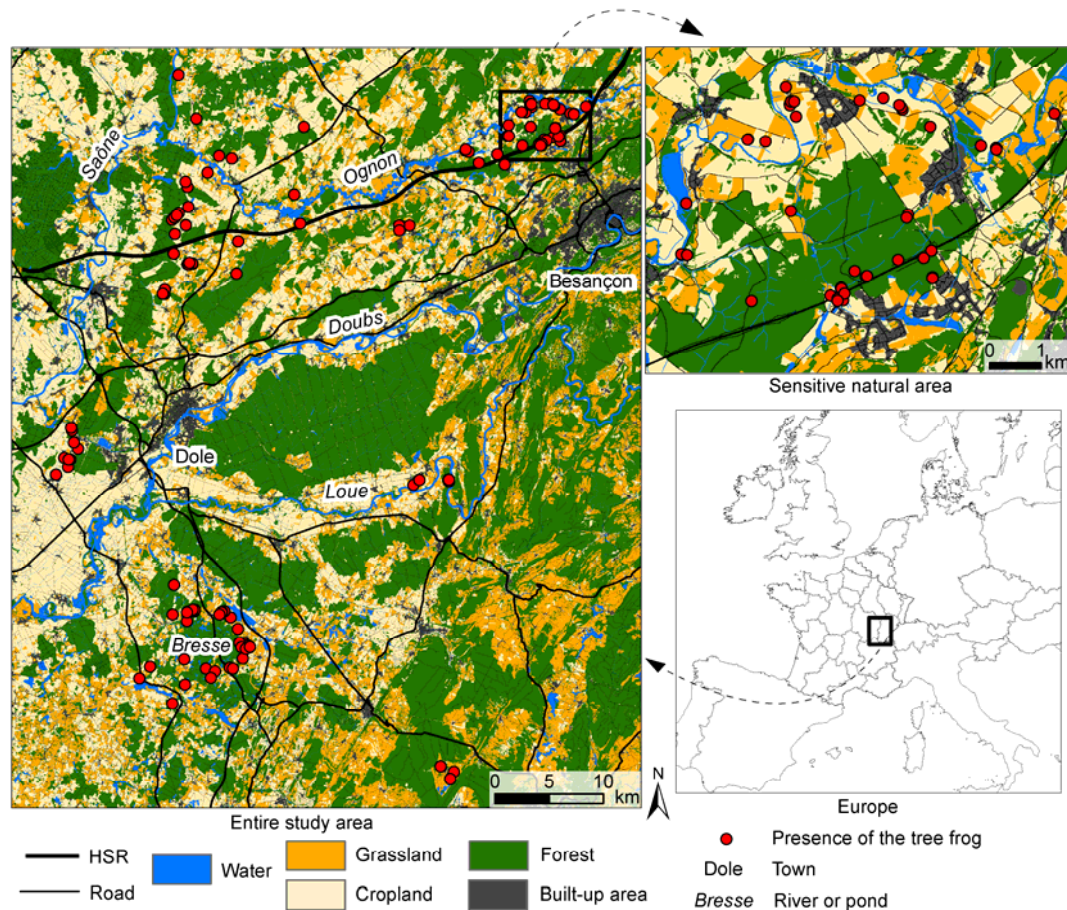 Saône
Ognon
Besançon
Doubs
Dole
Loue
Bresse
0 5 10
km
Entire study area
0 1
km
Sensitive natural area
N
Europe
HSR
Road
Water
Grassland
Cropland
Forest
Built-up area
Presence of the tree frog
Dole Town
Bresse River or pond